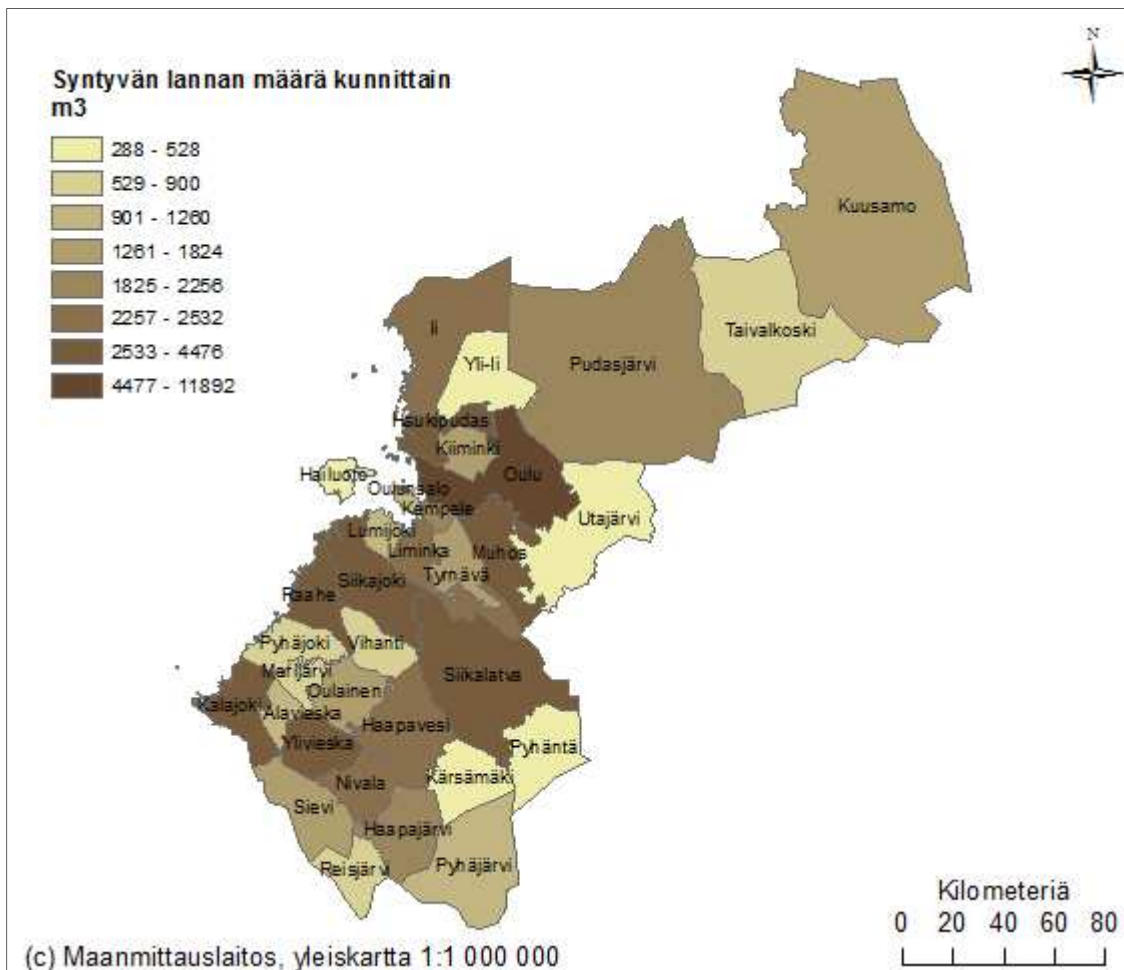 N
Syntyvän lannan määrä kunnittain
m3
288 - 528
529 - 900
901 - 1260
1261 - 1824
1825 - 2256
2257 - 2532
2533 - 4476
4477 - 11892
Kuusamo
Taivalkoski
Ii
Pudasjärvi
Yli-Ii
Haukipudas
Kiiminki
Oulu
Hailuoto
Oulunsalo
Kempele
Utajärvi
Lumijoki
Liminka
Muhos
Tyrnävä
Siikajoki
Raahe
Pyhäjoki
Vihanti
Merijärvi
Siikalatva
Oulainen
Kalajoki
Alavieska
Haapavesi
Ylivieska
Pyhäntä
Kärsämäki
Nivala
Sievi
Haapajärvi
Reisjärvi
Pyhäjärvi
Kilometeriä
0 20 40 60 80
(c) Maanmittauslaitos, yleiskartta 1:1 000 000